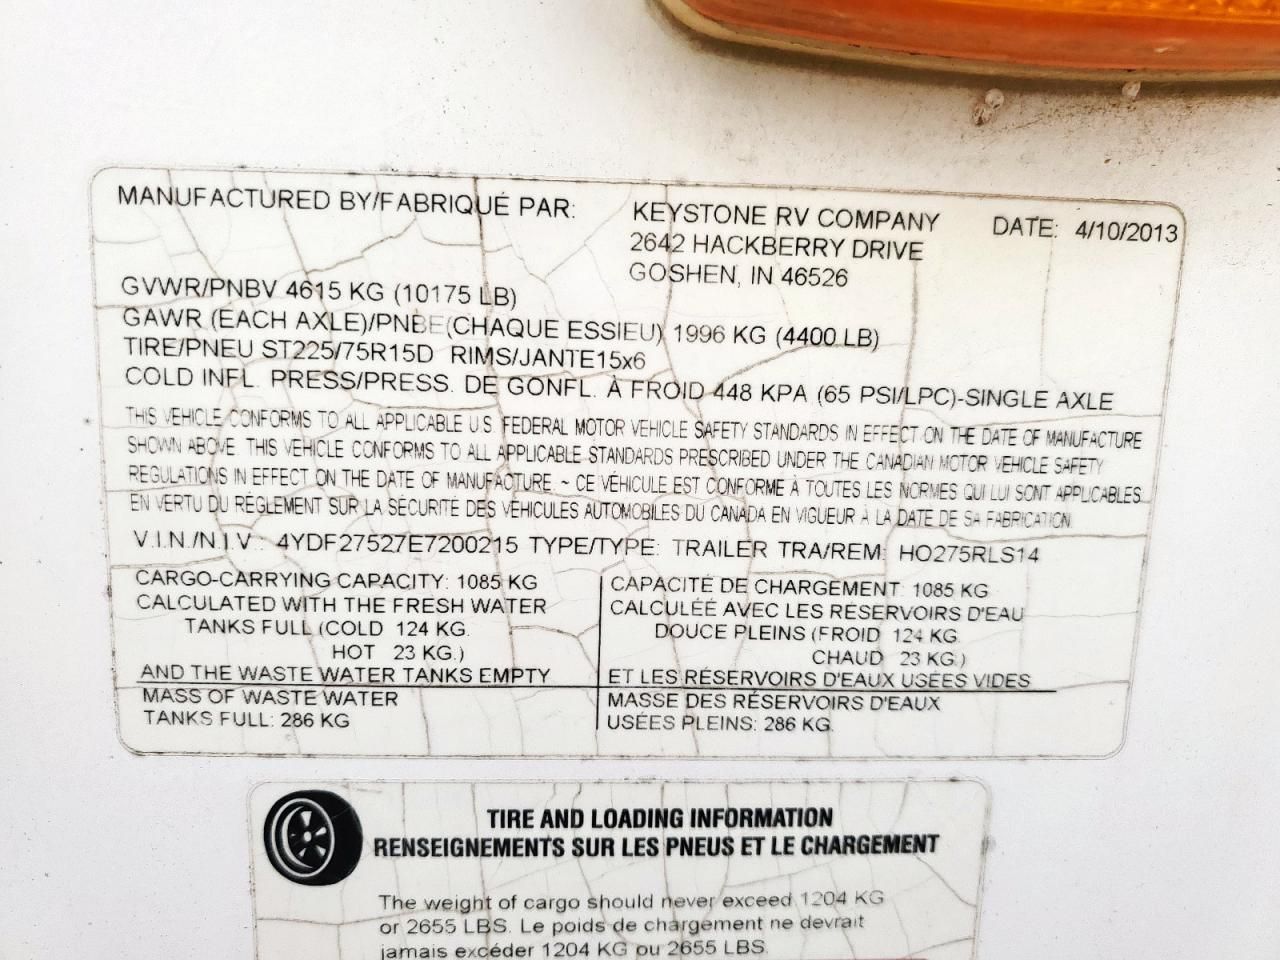 MANUFACTURED BY/FABRIQUÉ PAR: KEYSTONE RV COMPANY DATE: 4/10/2013
2642 HACKBERRY DRIVE
GOSHEN, IN 46526
GVWR/PNBV 4615 KG (10175 LB)
GAWR (EACH AXLE)/PNBE(CHAQUE ESSIEU) 1996 KG (4400 LB)
TIRE/PNEU ST225/75R15D RIMS/JANTE15x6
COLD INFL. PRESS/PRESS. DE GONFL. À FROID 448 KPA (65 PSI/LPC)-SINGLE AXLE
THIS VEHICLE CONFORMS TO ALL APPLICABLE U.S. FEDERAL MOTOR VEHICLE SAFETY STANDARDS IN EFFECT ON THE DATE OF MANUFACTURE
SHOWN ABOVE. THIS VEHICLE CONFORMS TO ALL APPLICABLE STANDARDS PRESCRIBED UNDER THE CANADIAN MOTOR VEHICLE SAFETY
REGULATIONS IN EFFECT ON THE DATE OF MANUFACTURE. ~ CE VÉHICULE EST CONFORME À TOUTES LES NORMES QUI LUI SONT APPLICABLES
EN VERTU DU RÉGLEMENT SUR LA SÉCURITÉ DES VÉHICULES AUTOMOBILES DU CANADA EN VIGUEUR À LA DATE DE SA FABRICATION
V.I.N./N.I.V.: 4YDF27527E7200215 TYPE/TYPE: TRAILER TRA/REM: HO275RLS14
CARGO-CARRYING CAPACITY: 1085 KG
CALCULATED WITH THE FRESH WATER
TANKS FULL (COLD 124 KG.
HOT 23 KG.)
AND THE WASTE WATER TANKS EMPTY
MASS OF WASTE WATER
TANKS FULL: 286 KG
CAPACITÉ DE CHARGEMENT: 1085 KG
CALCULÉE AVEC LES RÉSERVOIRS D'EAU
DOUCE PLEINS (FROID 124 KG.
CHAUD 23 KG.)
ET LES RÉSERVOIRS D'EAUX USÉES VIDES
MASSE DES RÉSERVOIRS D'EAUX
USÉES PLEINS: 286 KG.
TIRE AND LOADING INFORMATION
RENSEIGNEMENTS SUR LES PNEUS ET LE CHARGEMENT
The weight of cargo should never exceed 1204 KG
or 2655 LBS. Le poids de chargement ne devrait
jamais excéder 1204 KG ou 2655 LBS.